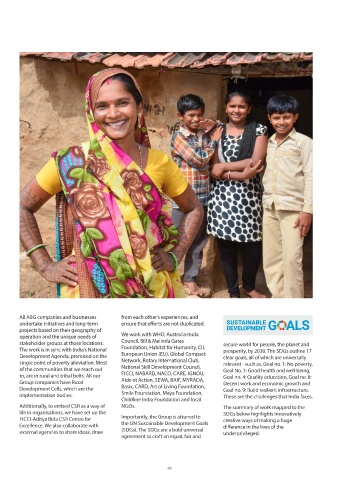 All ABG companies and businesses
undertake initiatives and long-term
projects based on their geography of
operation and the unique needs of
stakeholder groups at those locations.
The work is in sync with India's National
Development Agenda, premised on the
single point of poverty alleviation. Most
of the communities that we reach out
to, are in rural and tribal belts. All our
Group companies have Rural
Development Cells, which are the
implementation bodies.
Additionally, to embed CSR as a way of
life in organisations, we have set up the
FICCI-Aditya Birla CSR Centre for
Excellence. We also collaborate with
external agencies to share ideas, draw
from each other's experiences, and
ensure that efforts are not duplicated.
We work with WHO, Australia-India
Council, Bill & Melinda Gates
Foundation, Habitat for Humanity, CII,
European Union (EU), Global Compact
Network, Rotary International Club,
National Skill Development Council,
FICCI, NABARD, NACO, CARE, IGNOU,
Aide-et-Action, SEWA, BAIF, MYRADA,
Basix, CARD, Art of Living Foundation,
Smile Foundation, Maya Foundation,
Childline India Foundation and local
NGOs.
Importantly, the Group is attuned to
the UN Sustainable Development Goals
(SDGs). The SDGs are a bold universal
agreement to craft an equal, fair and
SUSTAINABLE
DEVELOPMENT GOALS
secure world for people, the planet and
prosperity, by 2030. The SDGs outline 17
clear goals, all of which are universally
relevant - such as, Goal no. 1: No poverty,
Goal no. 3: Good health and well-being,
Goal no. 4: Quality education, Goal no. 8:
Decent work and economic growth and
Goal no. 9: Build resilient infrastructure.
These are the challenges that India faces.
The summary of work mapped to the
SDGs below highlights innovatively
creative ways of making a huge
difference in the lives of the
underprivileged.